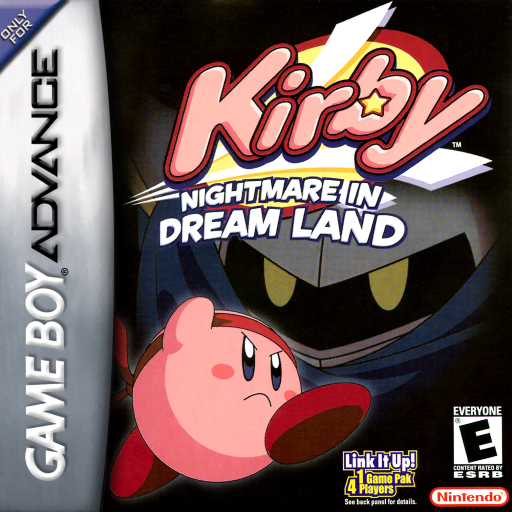 ONLY
FOR
GAME BOY ADVANCE
®
Kirby
™
NIGHTMARE IN
DREAM LAND
Link It Up!
1 Game Pak
4 Players
See back panel for details.
EVERYONE
E
®
CONTENT RATED BY
ESRB
Nintendo